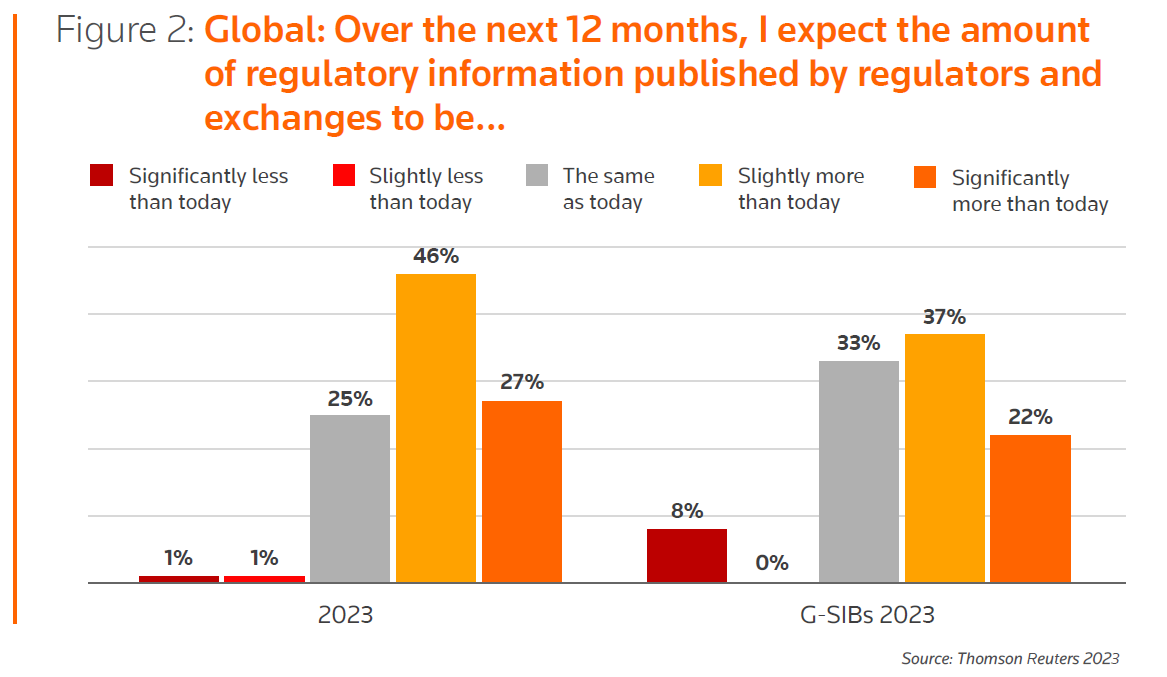 Figure 2: Global: Over the next 12 months, I expect the amount
of regulatory information published by regulators and
exchanges to be...
Significantly less
than today
Slightly less
than today
The same
as today
Slightly more
than today
Significantly
more than today
46%
37%
33%
27%
25%
22%
8%
1%
1%
0%
2023
G-SIBs 2023
Source: Thomson Reuters 2023